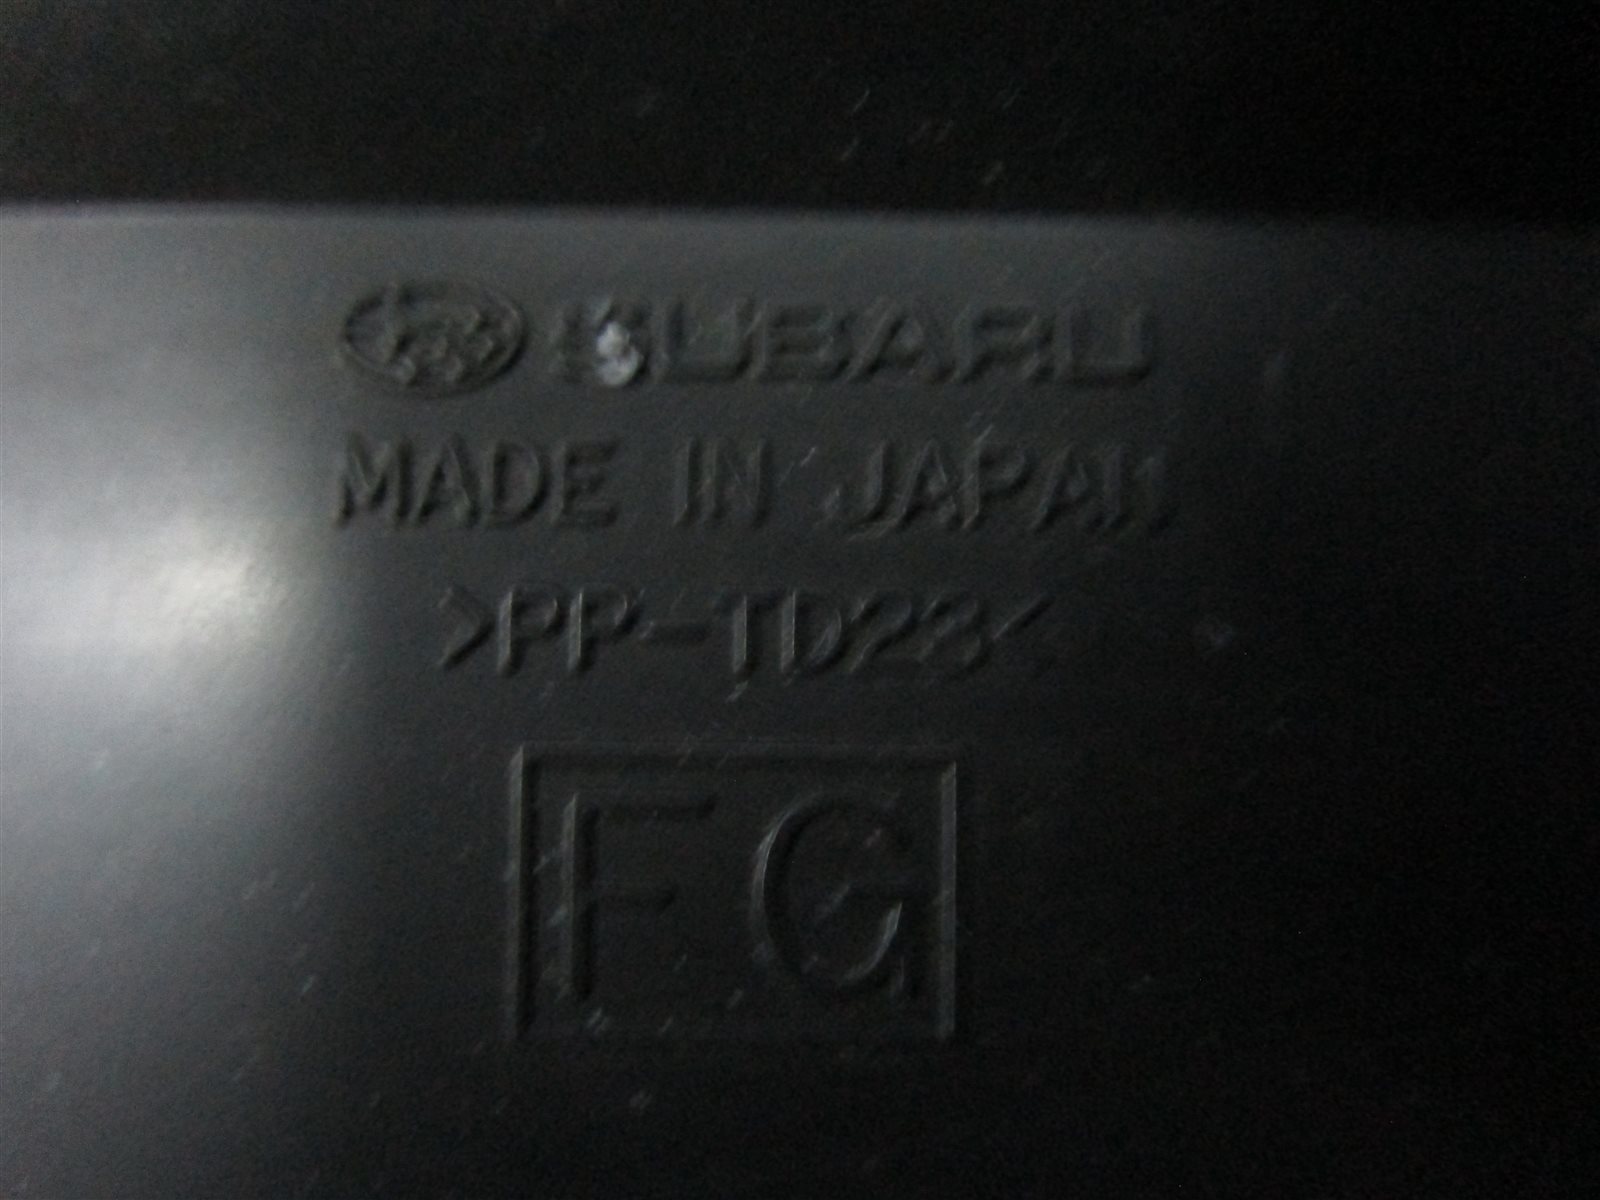 SUBARU
MADE IN JAPAN
>PP-TD23<
FG